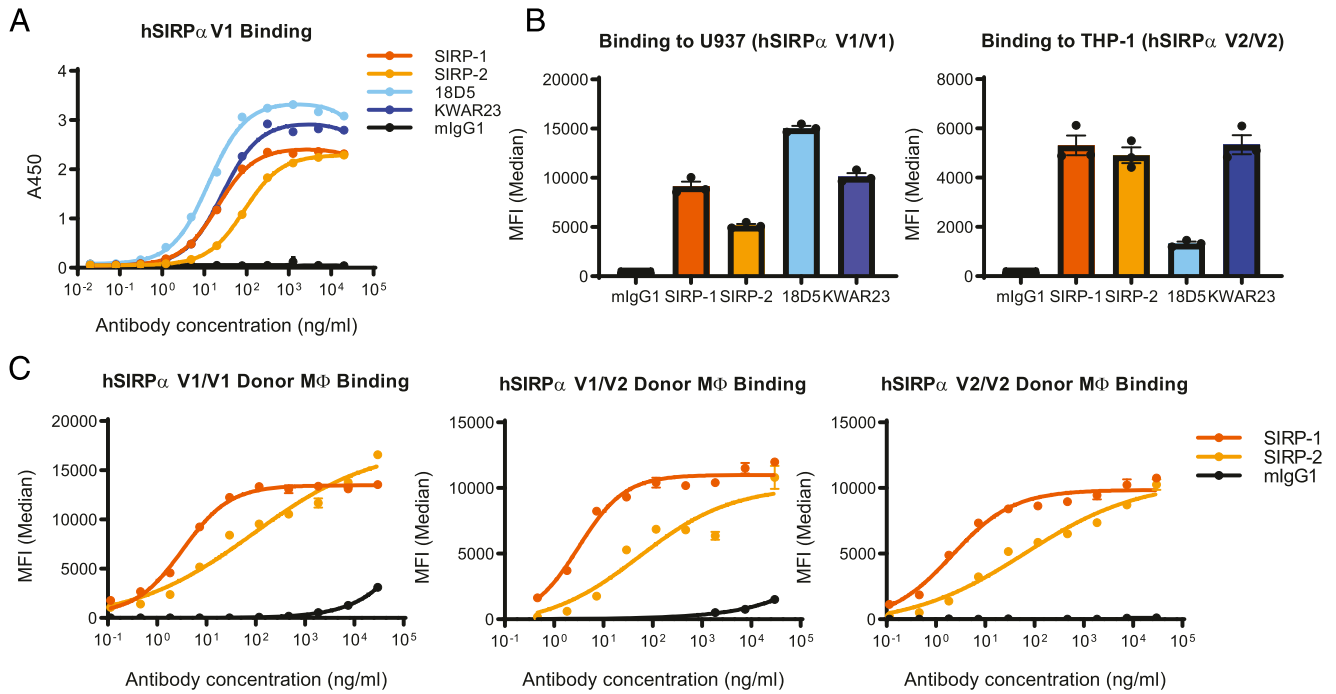 A
hSIRPα V1 Binding
SIRP-1
SIRP-2
18D5
KWAR23
mIgG1
A450
4
3
2
1
0
10-2 10-1 100 101 102 103 104 105
Antibody concentration (ng/ml)
B
Binding to U937 (hSIRPα V1/V1)
MFI (Median)
20000
15000
10000
5000
0
mIgG1 SIRP-1 SIRP-2 18D5 KWAR23
Binding to THP-1 (hSIRPα V2/V2)
MFI (Median)
8000
6000
4000
2000
0
mIgG1 SIRP-1 SIRP-2 18D5 KWAR23
C
hSIRPα V1/V1 Donor MΦ Binding
MFI (Median)
20000
15000
10000
5000
0
10-1 100 101 102 103 104 105
Antibody concentration (ng/ml)
hSIRPα V1/V2 Donor MΦ Binding
MFI (Median)
15000
10000
5000
0
10-1 100 101 102 103 104 105
Antibody concentration (ng/ml)
hSIRPα V2/V2 Donor MΦ Binding
MFI (Median)
15000
10000
5000
0
10-1 100 101 102 103 104 105
Antibody concentration (ng/ml)
SIRP-1
SIRP-2
mIgG1